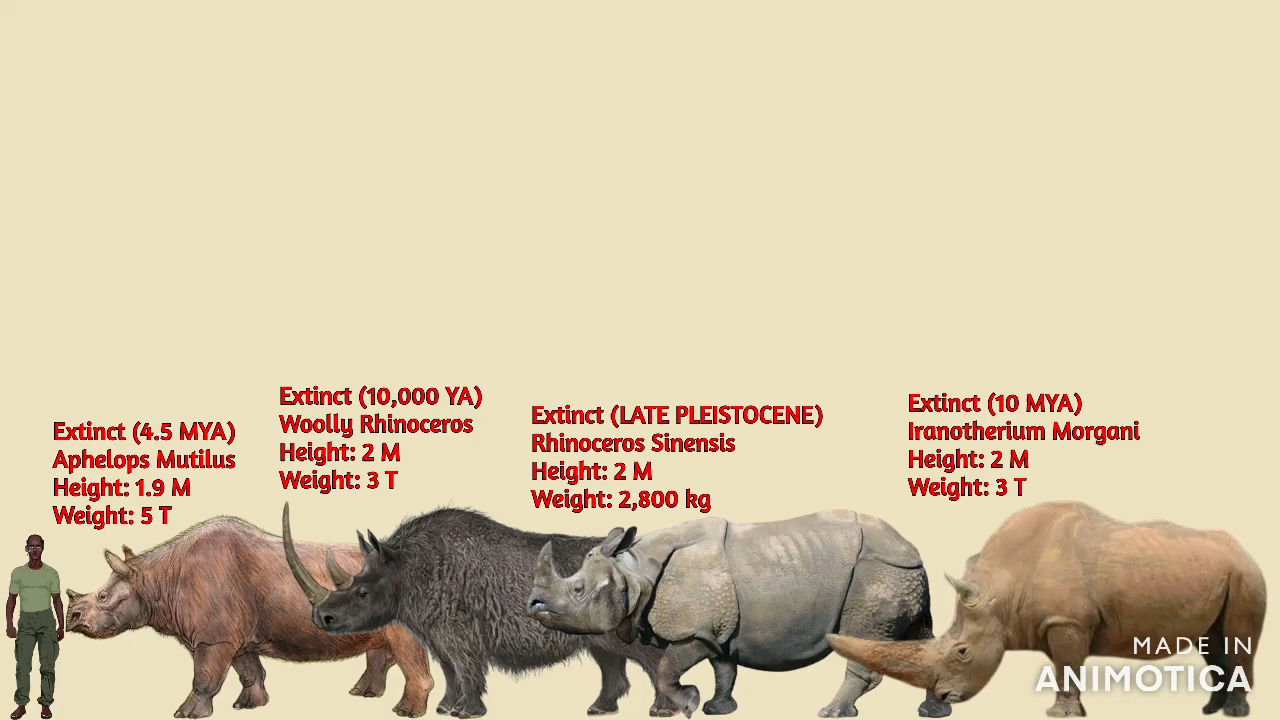 Extinct (4.5 MYA)
Aphelops Mutilus
Height: 1.9 M
Weight: 5 T
Extinct (10,000 YA)
Woolly Rhinoceros
Height: 2 M
Weight: 3 T
Extinct (LATE PLEISTOCENE)
Rhinoceros Sinensis
Height: 2 M
Weight: 2,800 kg
Extinct (10 MYA)
Iranotherium Morgani
Height: 2 M
Weight: 3 T
MADE IN
ANIMOTICA